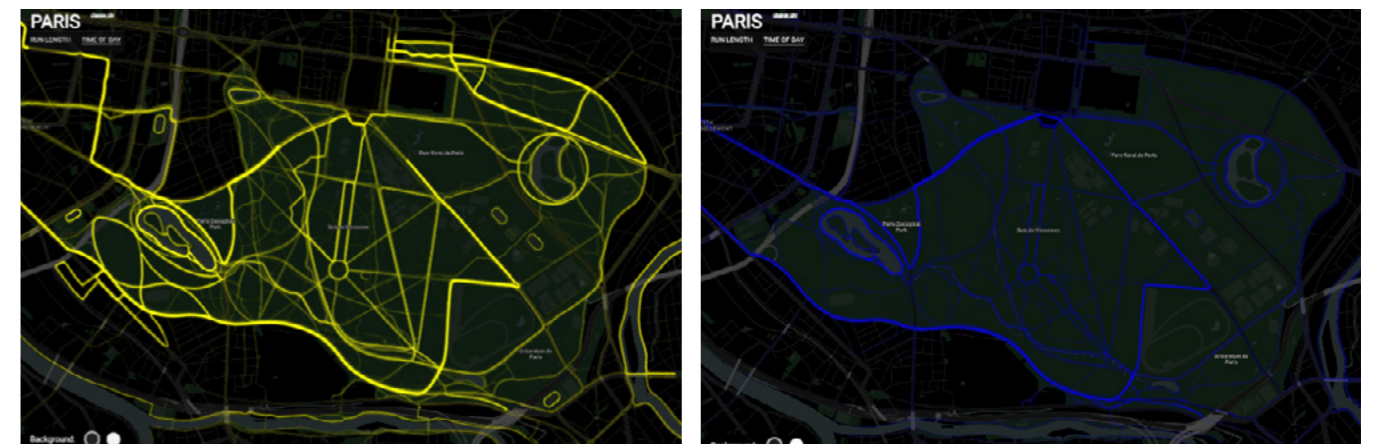 PARIS
RUN LENGTH TIME OF DAY
Parc Floral de Paris
Paris Zoological
Park
Bois de Vincennes
Arboretum de
Paris
Background:
PARIS
RUN LENGTH TIME OF DAY
Parc Floral de Paris
Paris Zoological
Park
Bois de Vincennes
Arboretum de
Paris